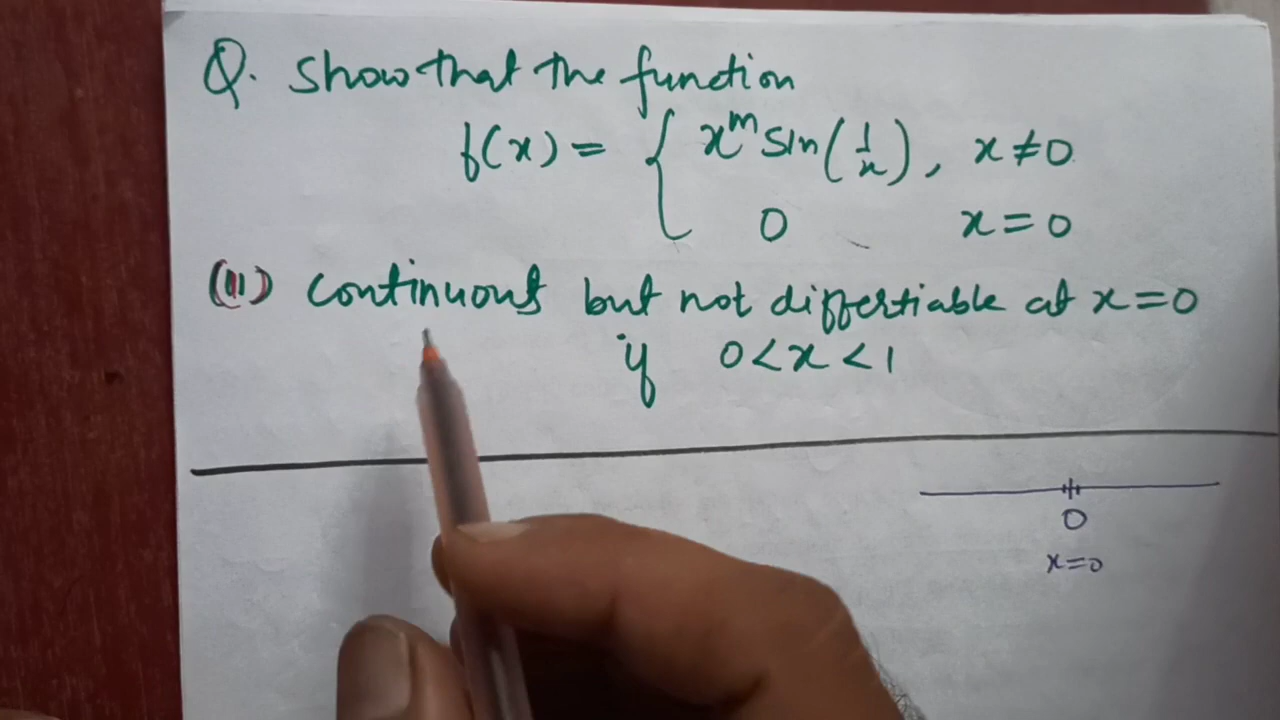 Q. Show that the function
f(x) = { x^m sin(1/x), x ≠ 0
0 x = 0
(II) continuous but not differtiable at x = 0
if 0 < x < 1
0
x = 0